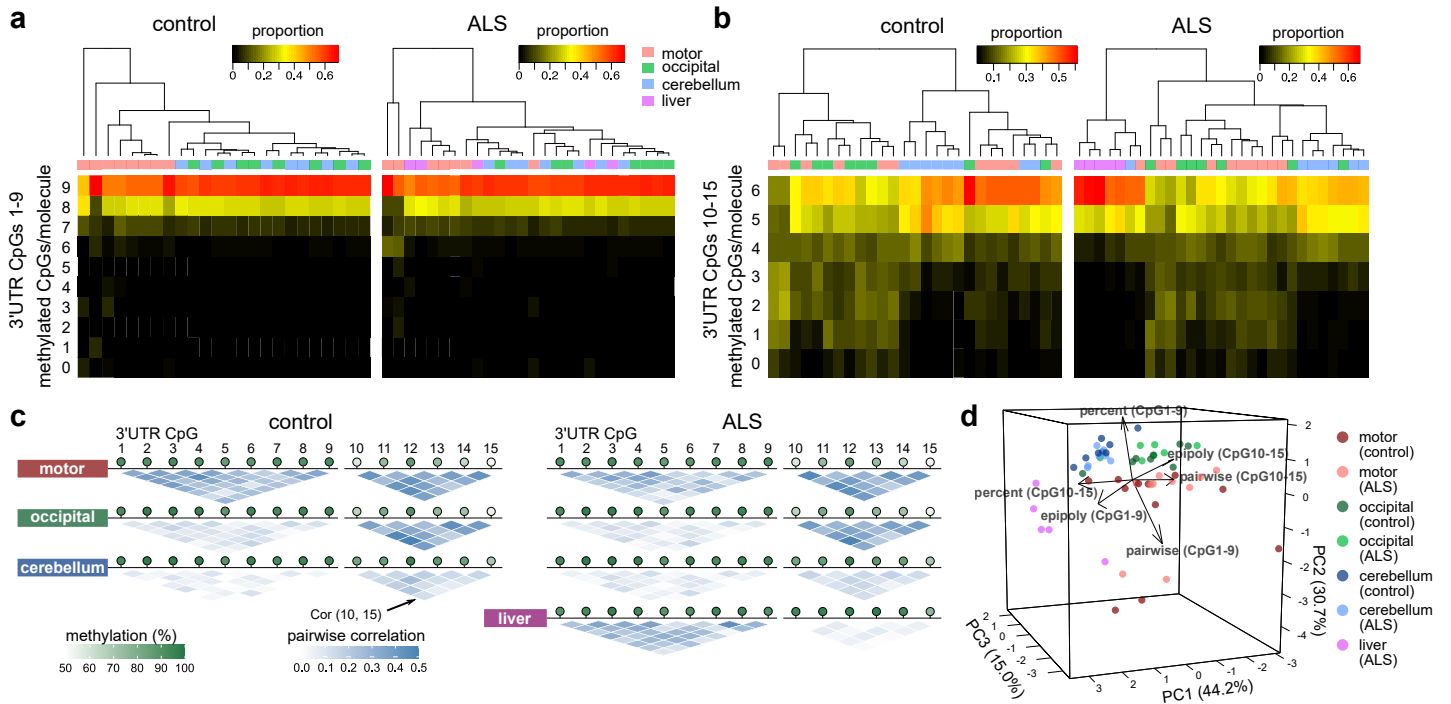 a
control
proportion
0 0.2 0.4 0.6
ALS
proportion
0 0.2 0.4 0.6
motor
occipital
cerebellum
liver
3'UTR CpGs 1-9
methylated CpGs/molecule
9
8
7
6
5
4
3
2
1
0
b
control
proportion
0.1 0.3 0.5
ALS
proportion
0 0.2 0.4 0.6
3'UTR CpGs 10-15
methylated CpGs/molecule
6
5
4
3
2
1
0
c
control
3'UTR CpG
1 2 3 4 5 6 7 8 9 10 11 12 13 14 15
ALS
3'UTR CpG
1 2 3 4 5 6 7 8 9 10 11 12 13 14 15
motor
occipital
cerebellum
Cor (10, 15)
liver
methylation (%)
50 60 70 80 90 100
pairwise correlation
0.0 0.1 0.2 0.3 0.4 0.5
d
percent (CpG1-9)
epipoly (CpG10-15)
pairwise (CpG10-15)
percent (CpG10-15)
epipoly (CpG1-9)
pairwise (CpG1-9)
2
1
0
-1
-2
-3
-4
PC2 (30.7%)
2
1
0
-1
-2
-3
PC3 (15.0%)
3 2 1 0 -1 -2 -3
PC1 (44.2%)
motor
(control)
motor
(ALS)
occipital
(control)
occipital
(ALS)
cerebellum
(control)
cerebellum
(ALS)
liver
(ALS)